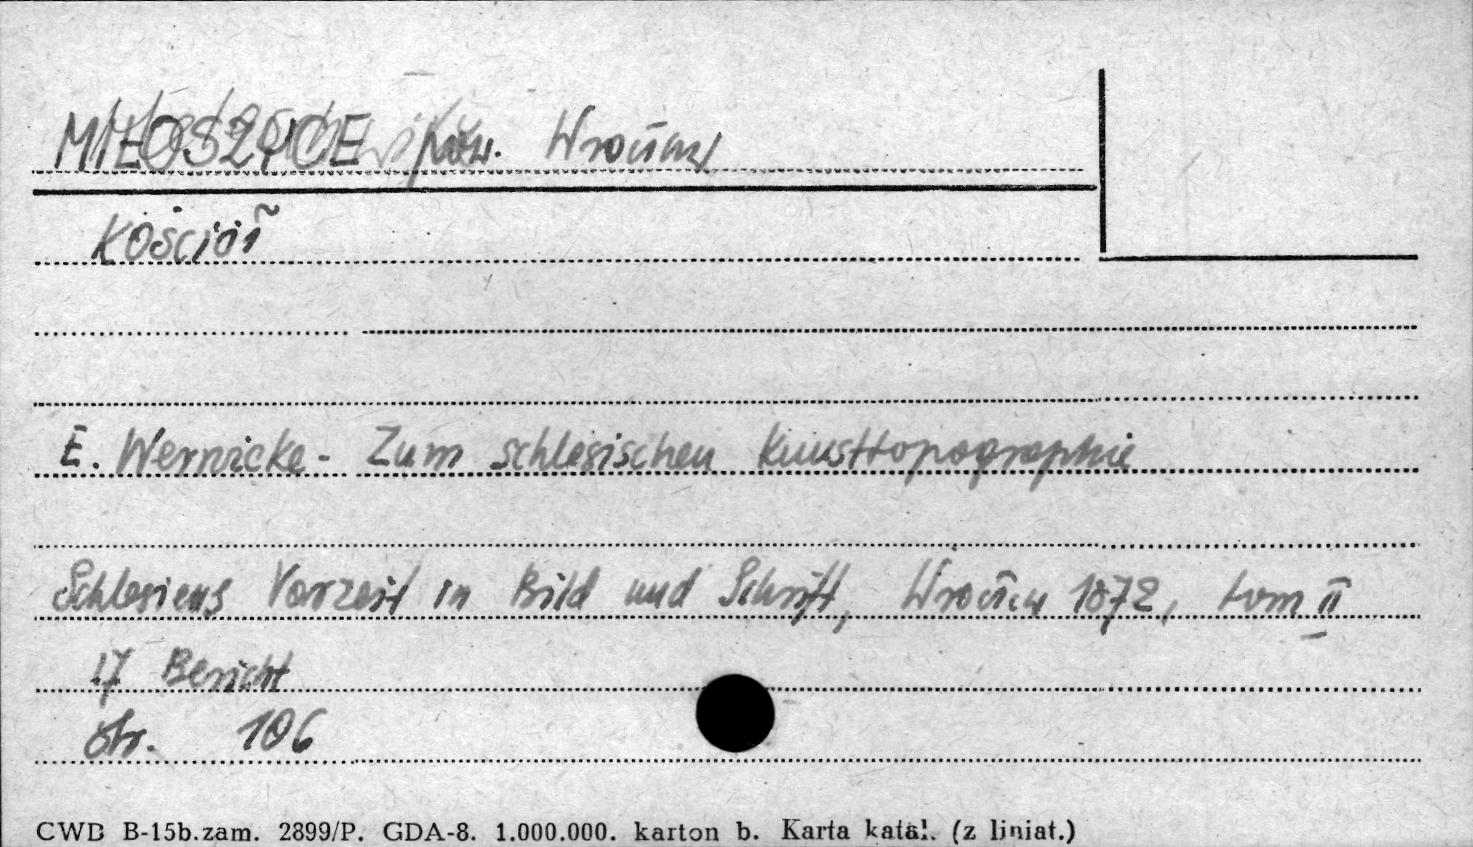 MIŁOSZYCE pow. Wrocław
Kościół
E. Wernicke - Zum schlesischen Kunsttopographie
Schlesiens Vorzeit in Bild und Schrift, Wrocław 1872, tom II
17 Bericht
str. 106
CWD B-15b.zam. 2899/P. GDA-8. 1.000.000. karton b. Karta katal. (z liniat.)